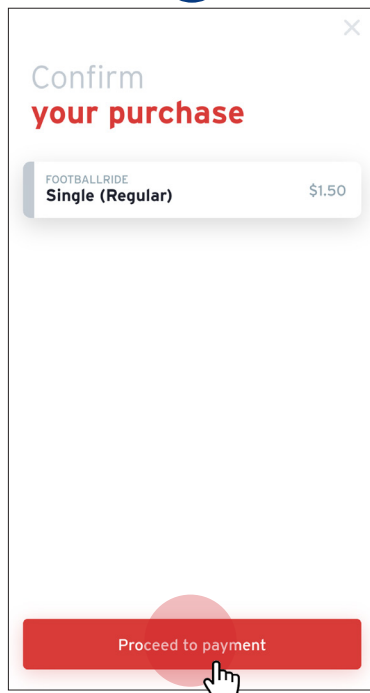 Confirm
your purchase
FOOTBALLRIDE
Single (Regular)
$1.50
Proceed to payment